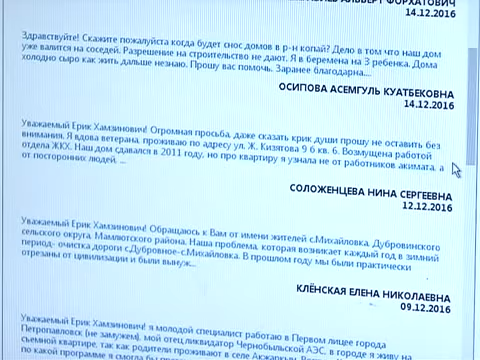 АЛЬБЕРТ ФОРХАТОВИЧ
14.12.2016
Здравствуйте! Скажите пожалуйста когда будет снос домов в р-н копай? Дело в том что наш дом
уже валится на соседей. Разрешение на строительство не дают. Я в беремена на 3 ребенка. Дома
холодно сыро как жить дальше незнаю. Прошу вас помочь. Заранее благодарна....
ОСИПОВА АСЕМГУЛЬ КУАТБЕКОВНА
14.12.2016
Уважаемый Ерик Хамзинович! Огромная просьба, даже сказать крик души прошу не оставить без
внимания. Я вдова ветерана, проживаю по адресу ул. Ж. Кизятова 9 б кв. 6. Возмущена работой
отдела ЖКХ. Наш дом сдавался в 2011 году, но про квартиру я узнала не от работников акимата, а
от посторонних людей. ...
СОЛОЖЕНЦЕВА НИНА СЕРГЕЕВНА
12.12.2016
Уважаемый Ерик Хамзинович! Обращаюсь к Вам от имени жителей с.Михайловка, Дубровинского
сельского округа, Мамлютского района. Наша проблема, которая возникает каждый год в зимний
период- очистка дороги с.Дубровное-с.Михайловка. В прошлом году мы были практически
отрезаны от цивилизации и были вынуж...
КЛЁНСКАЯ ЕЛЕНА НИКОЛАЕВНА
09.12.2016
Уважаемый Ерик Хамзинович! я молодой специалист работаю в Первом лицее города
Петропавловск (не замужем), мой отец,ликвидатор Чернобыльской АЭС, в городе я живу на
съемной квартире, так как родители проживают в селе
по какой программе я смогла бы